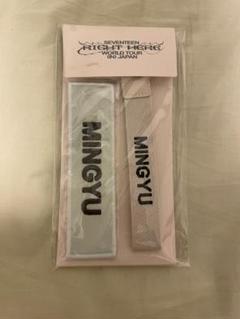 SEVENTEEN
RIGHT HERE
WORLD TOUR
IN JAPAN
MINGYU
MINGYU